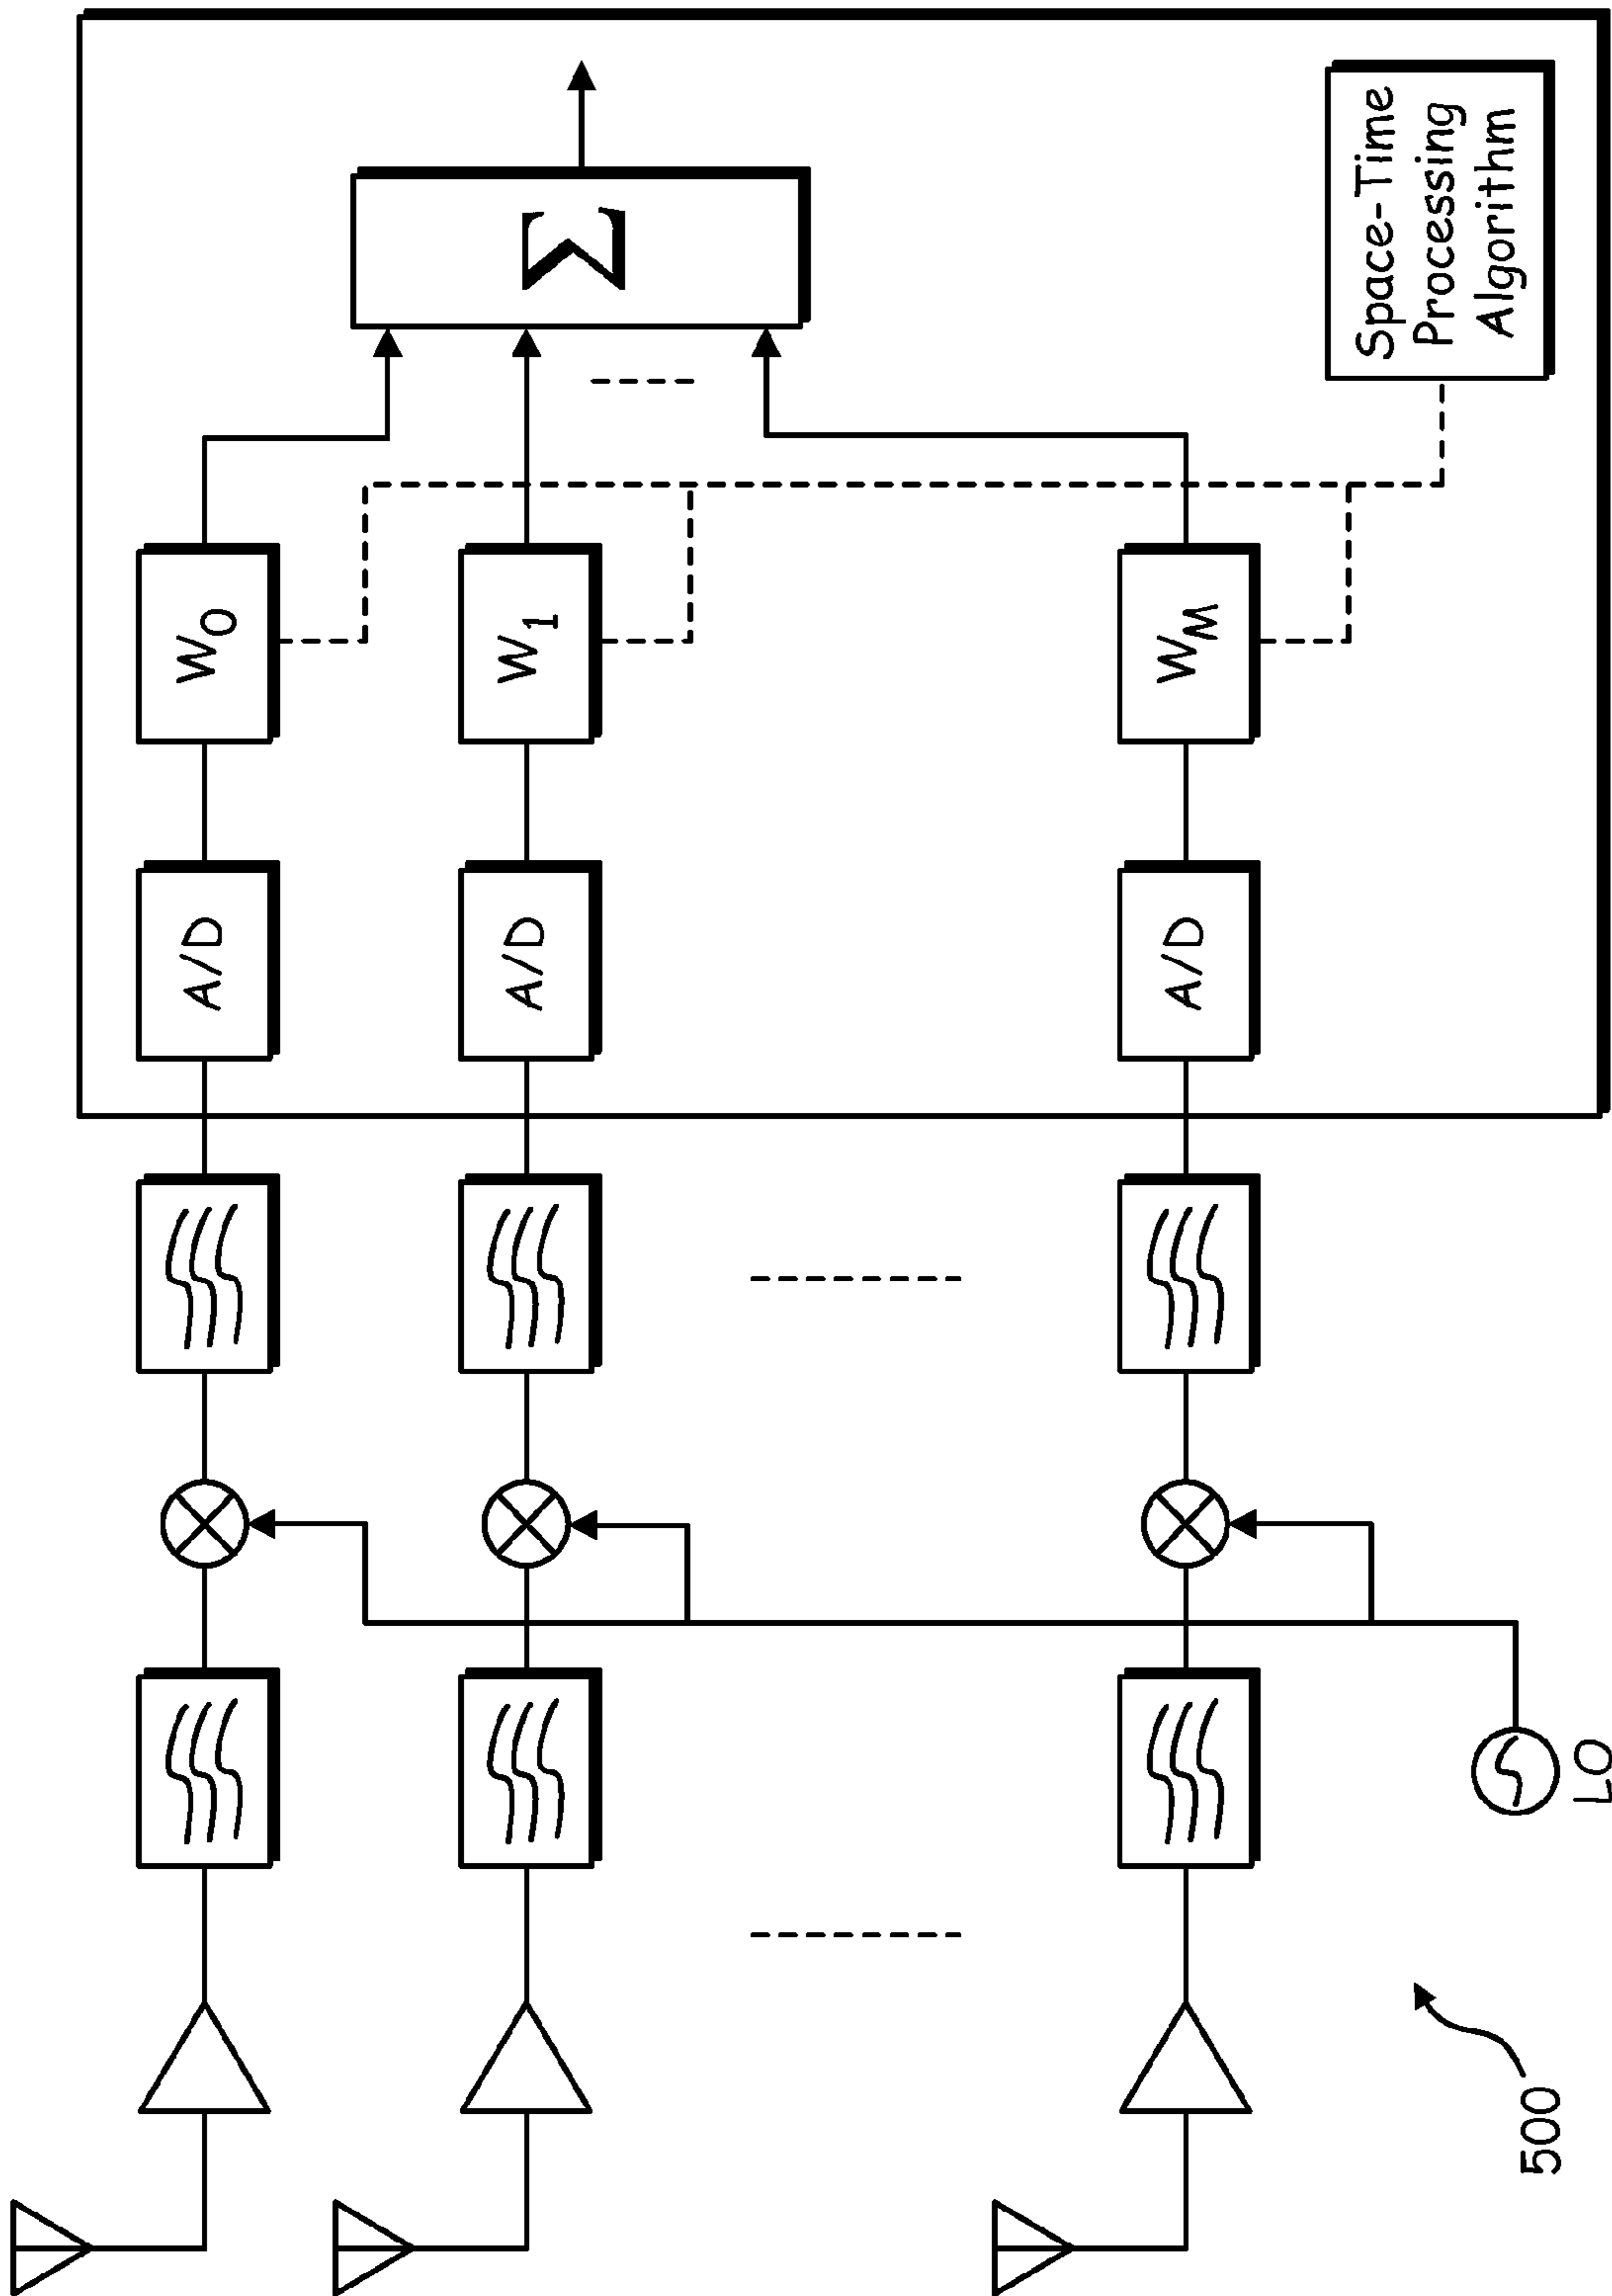 A/D
W0
Σ
A/D
W1
A/D
WM
Space-Time
Processing
Algorithm
LO
500